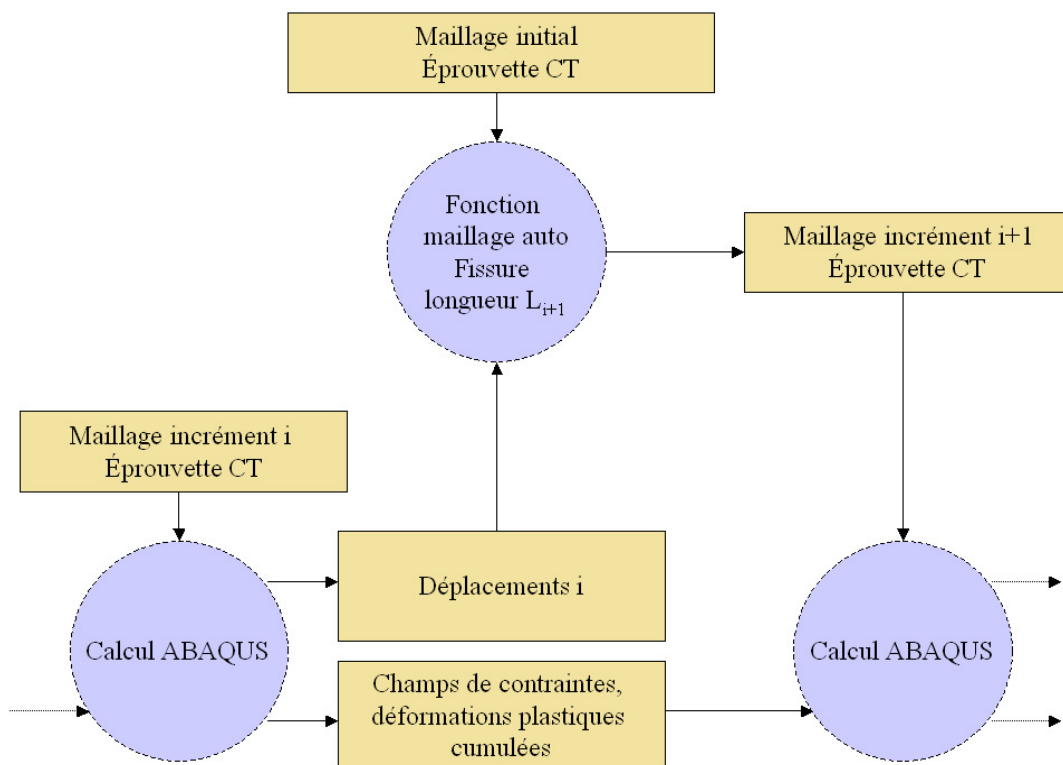 Maillage initial
Éprouvette CT
Fonction
maillage auto
Fissure
longueur Li+1
Maillage incrément i+1
Éprouvette CT
Maillage incrément i
Éprouvette CT
Déplacements i
Calcul ABAQUS
Calcul ABAQUS
Champs de contraintes,
déformations plastiques
cumulées